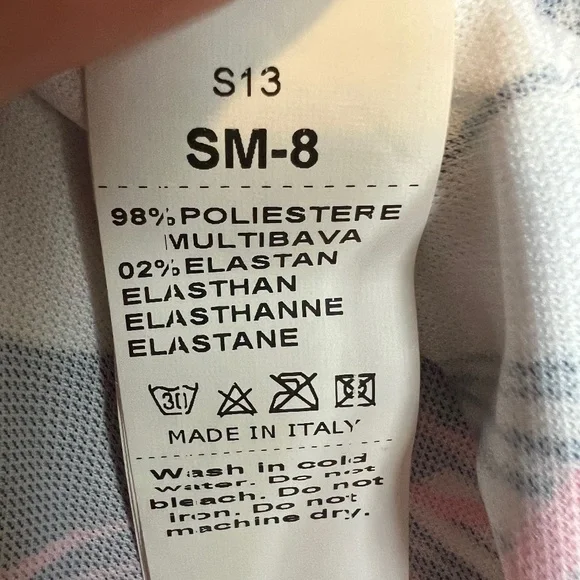 S13
SM-8
98%POLIESTERE
MULTIBAVA
02%ELASTAN
ELASTHAN
ELASTHANNE
ELASTANE
30
MADE IN ITALY
Wash in cold
water. Do not
bleach. Do not
iron. Do not
machine dry.